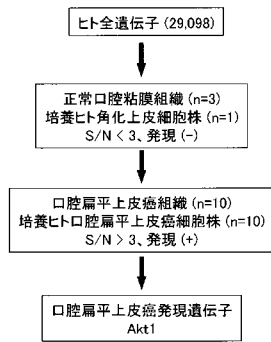 ヒト全遺伝子 (29,098)
正常口腔粘膜組織 (n=3)
培養ヒト角化上皮細胞株 (n=1)
S/N < 3、発現 (-)
口腔扁平上皮癌組織 (n=10)
培養ヒト口腔扁平上皮癌細胞株 (n=10)
S/N > 3、発現 (+)
口腔扁平上皮癌発現遺伝子
Akt1